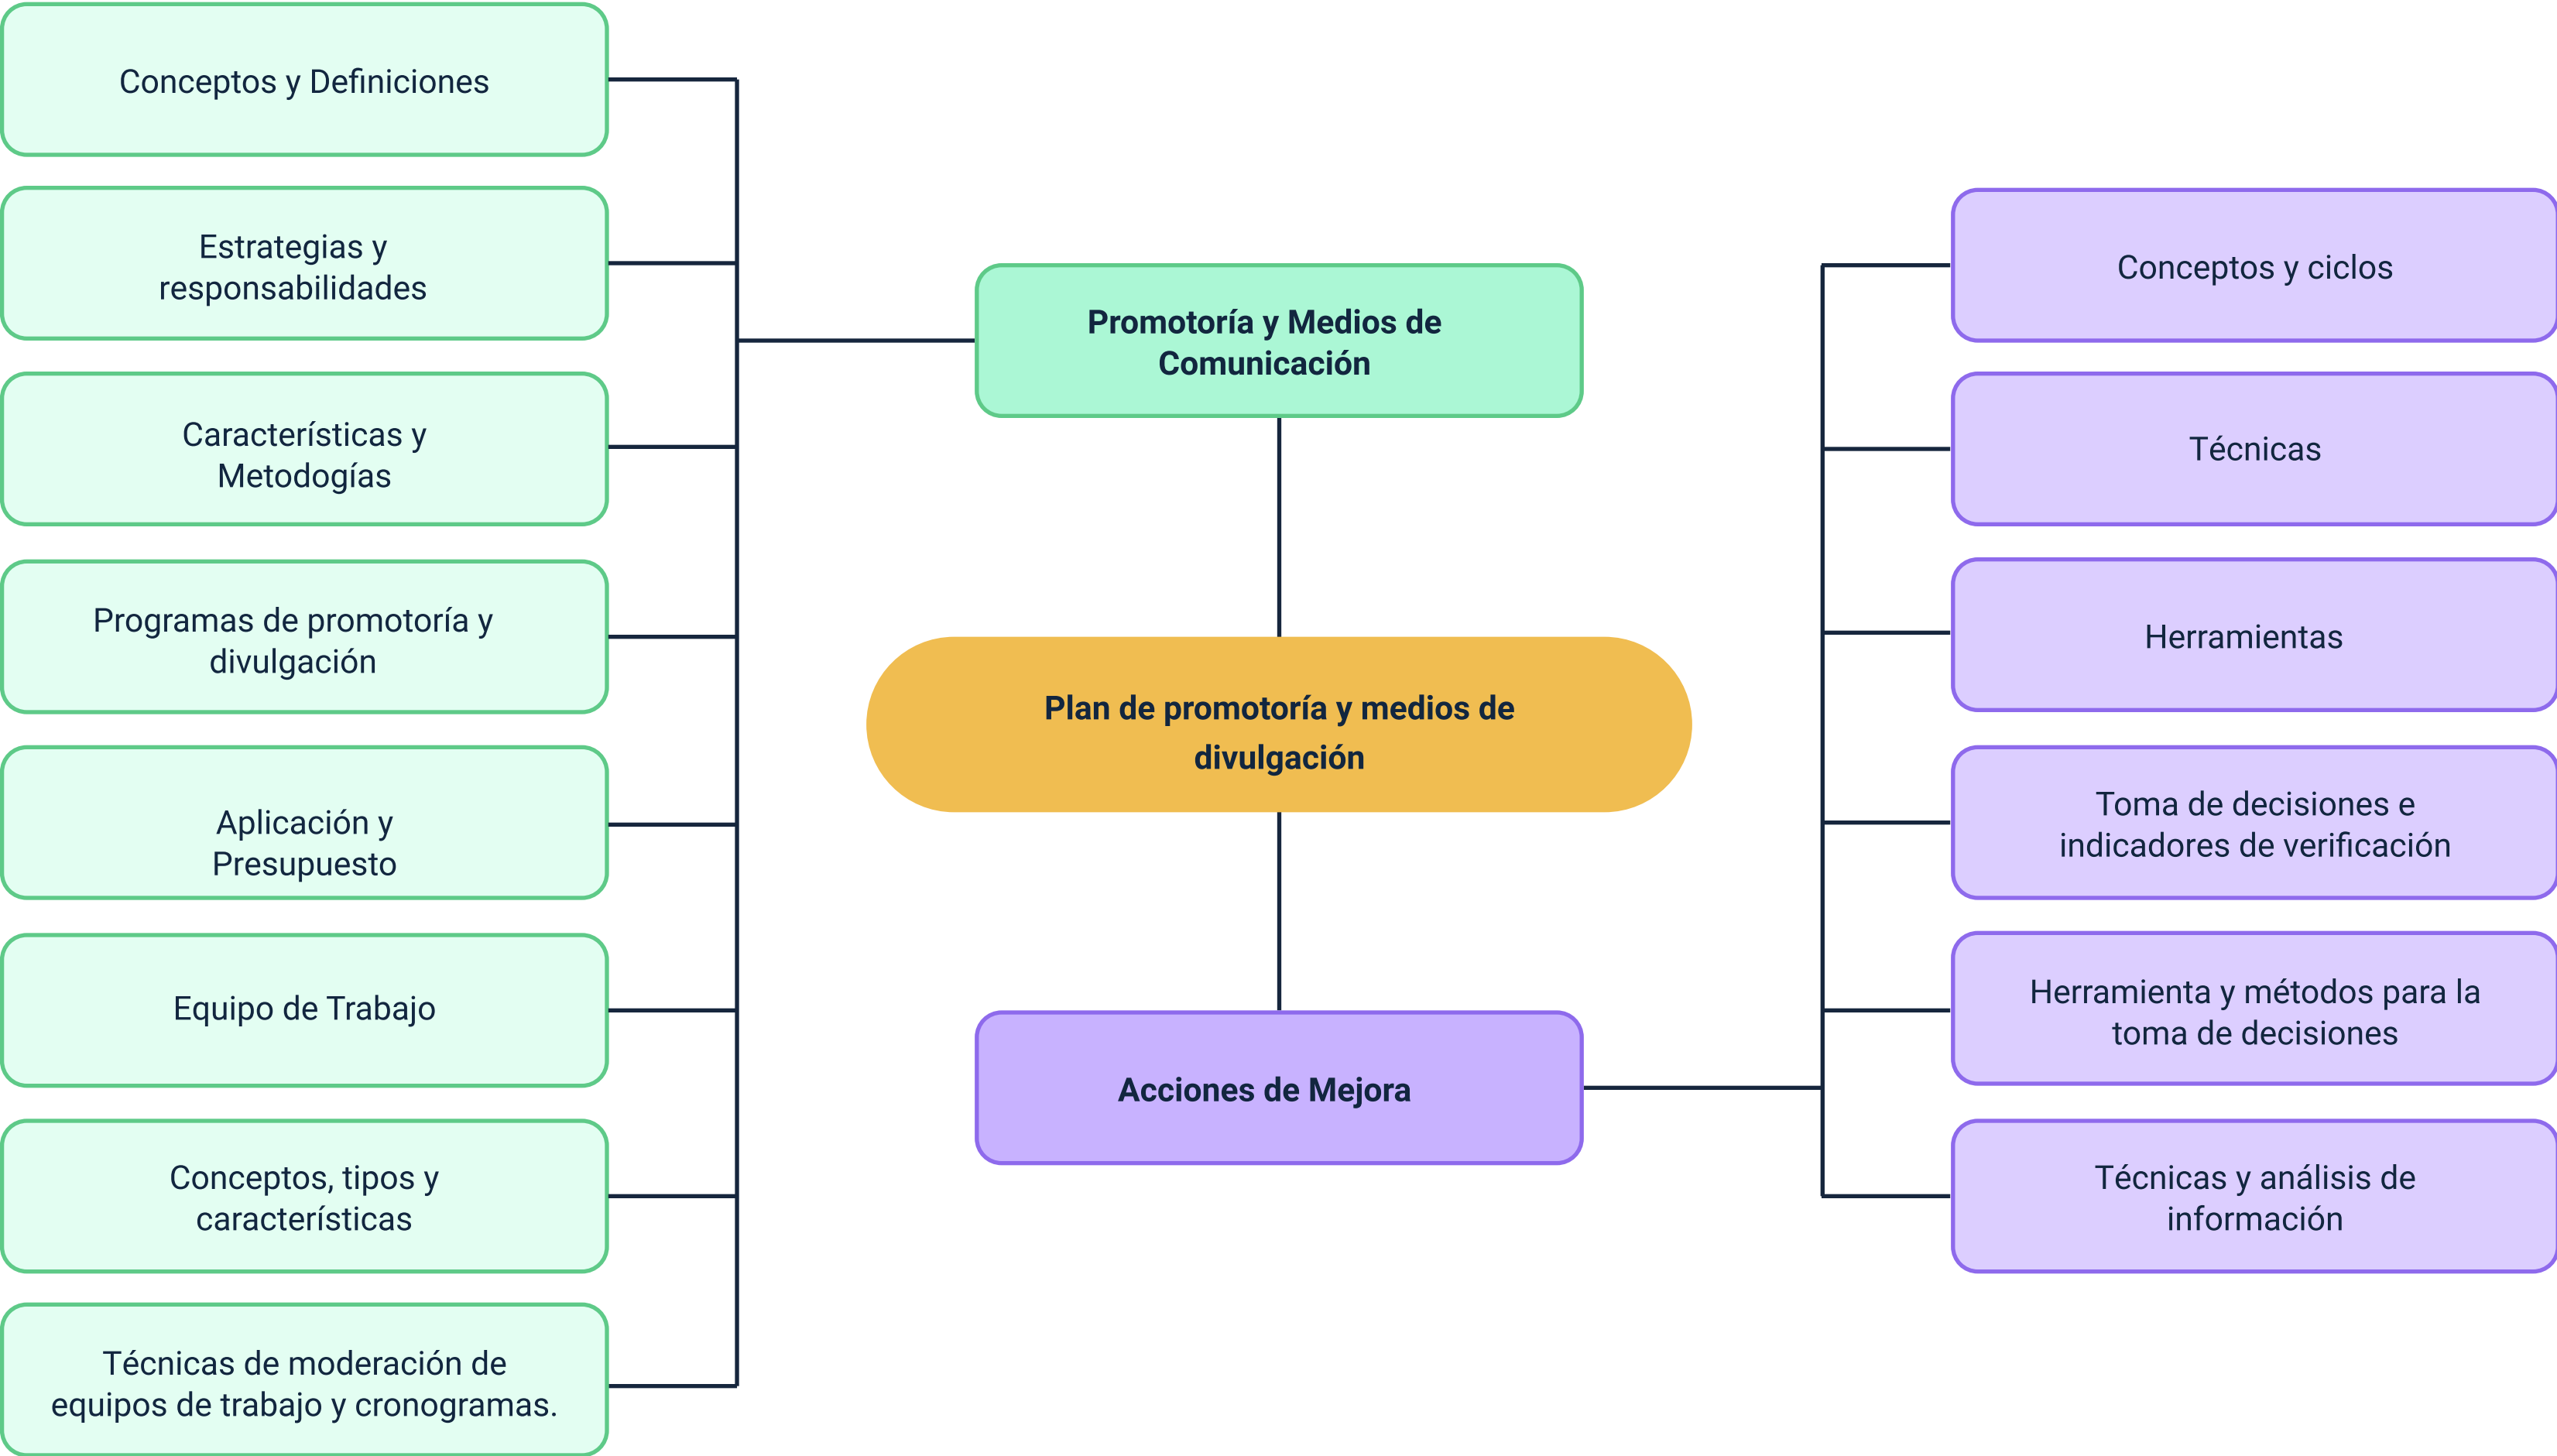 Conceptos y Definiciones
Estrategias y
responsabilidades
Características y
Metodogías
Programas de promotoría y
divulgación
Aplicación y
Presupuesto
Equipo de Trabajo
Conceptos, tipos y
características
Técnicas de moderación de
equipos de trabajo y cronogramas.
Promotoría y Medios de
Comunicación
Plan de promotoría y medios de
divulgación
Acciones de Mejora
Conceptos y ciclos
Técnicas
Herramientas
Toma de decisiones e
indicadores de verificación
Herramienta y métodos para la
toma de decisiones
Técnicas y análisis de
información